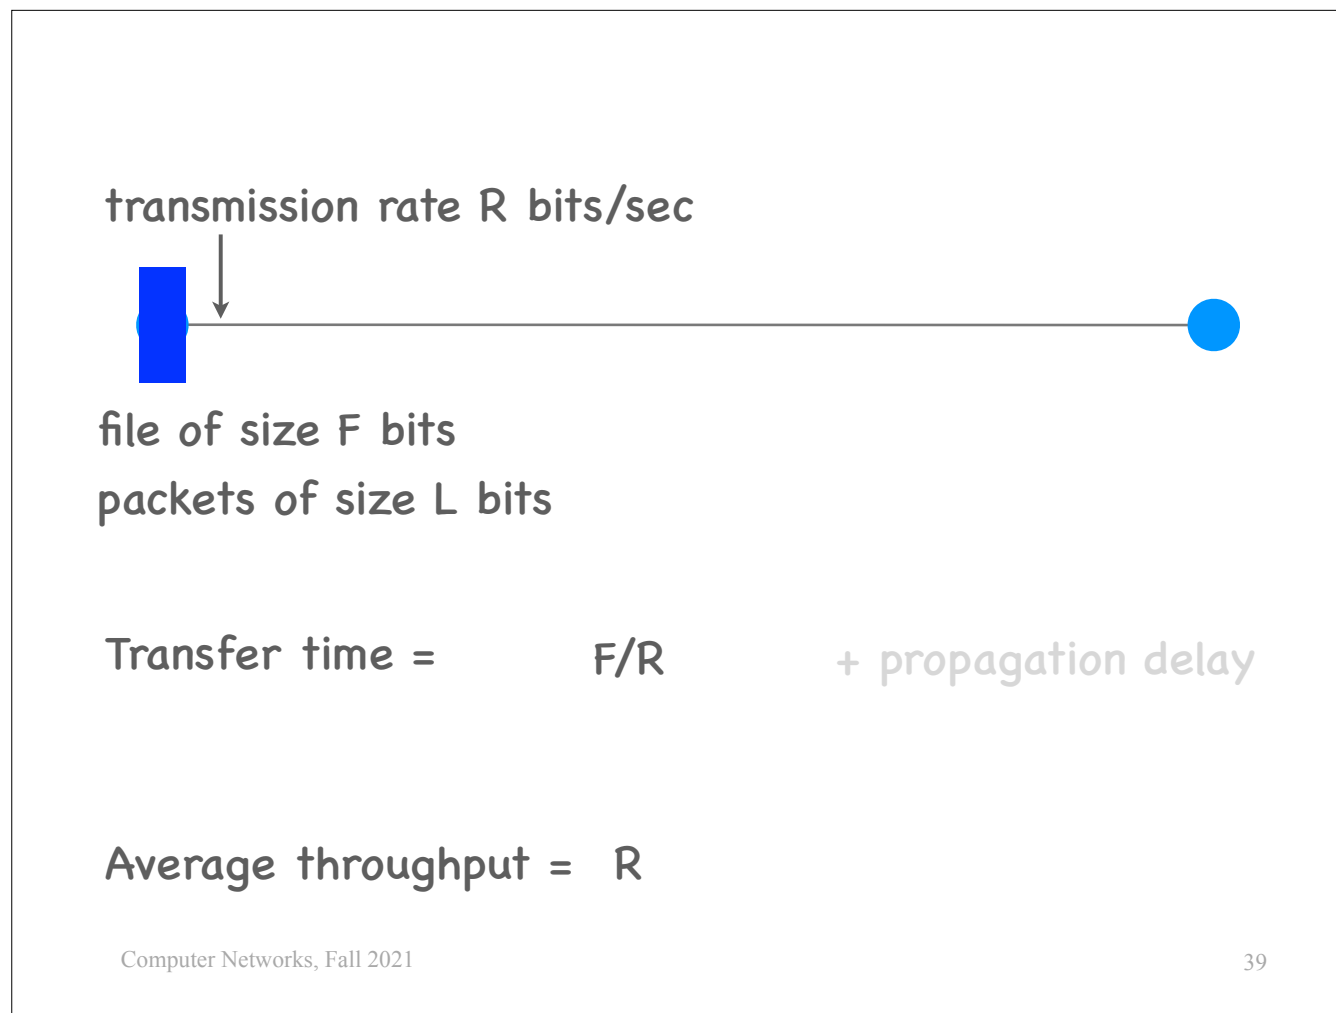 transmission rate R bits/sec
file of size F bits
packets of size L bits
Transfer time = F/R + propagation delay
Average throughput = R
Computer Networks, Fall 2021 39